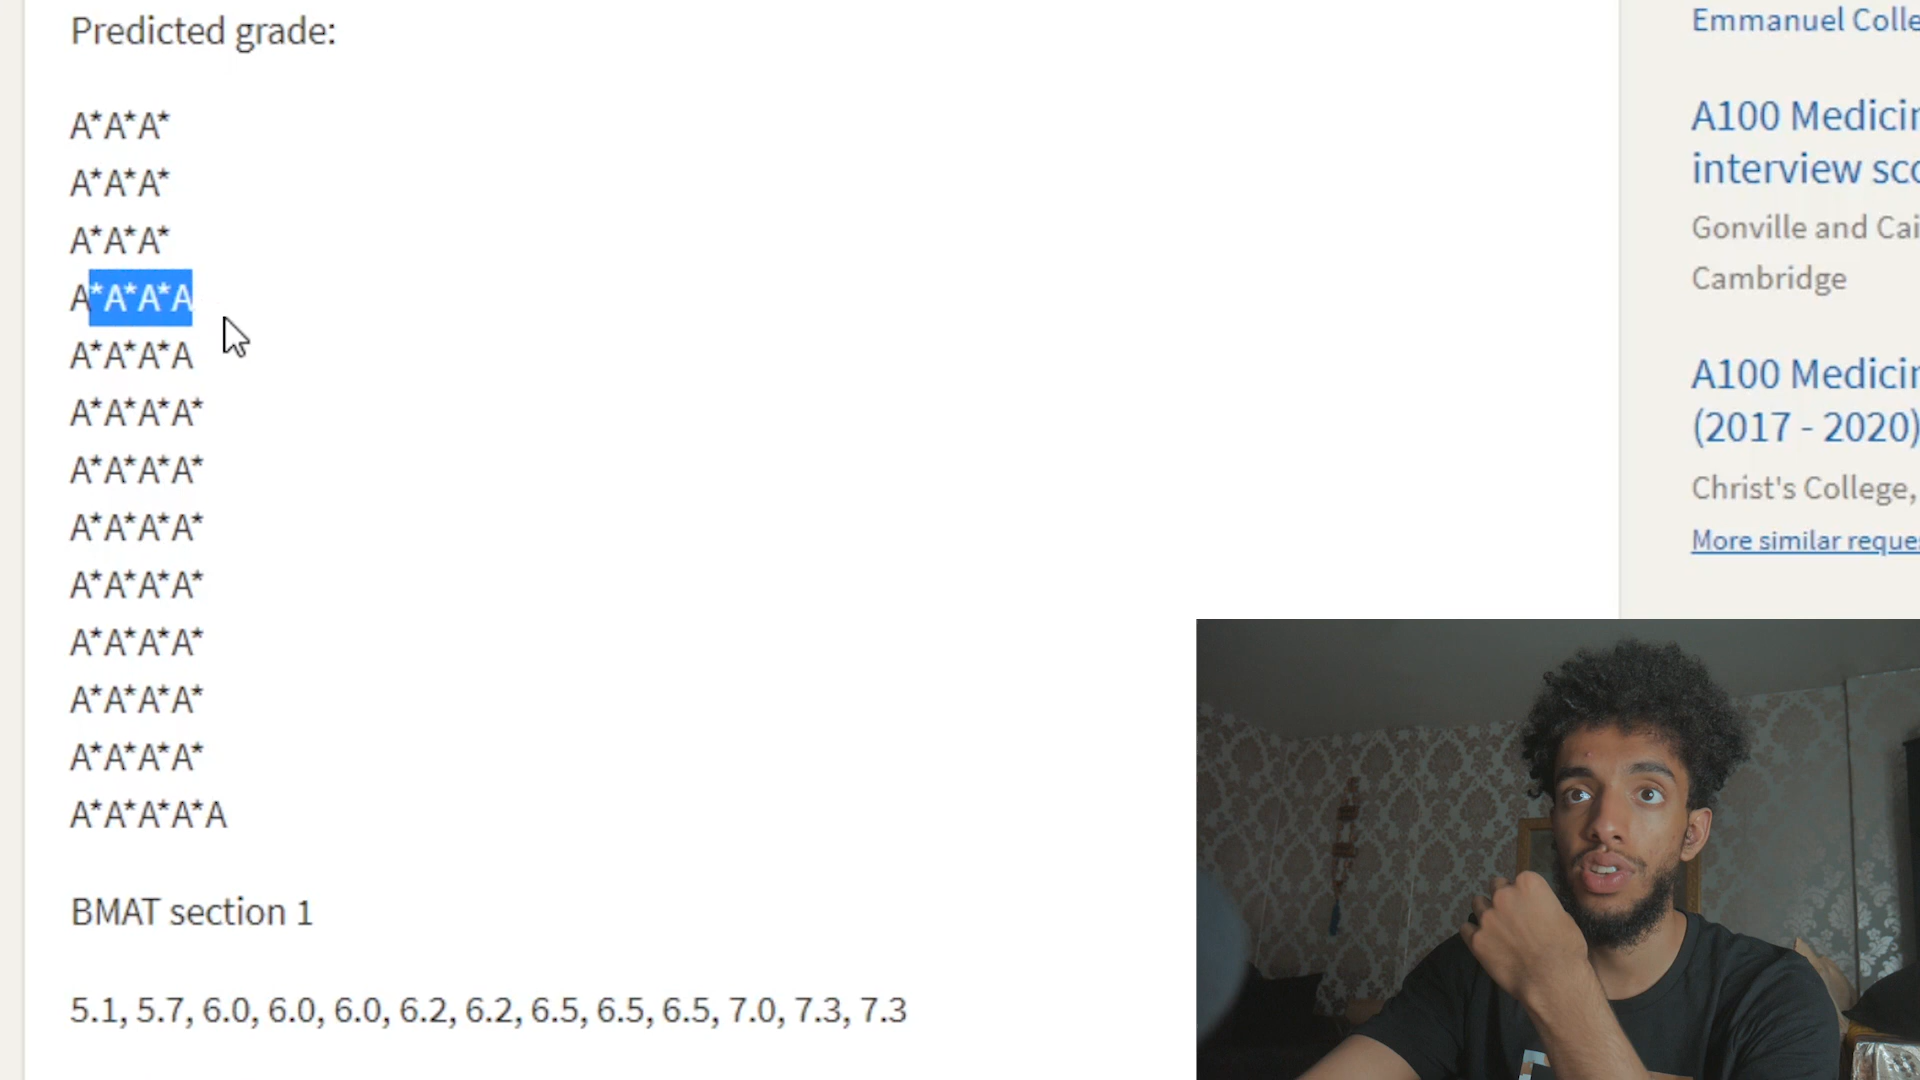 Predicted grade:
A*A*A*
A*A*A*
A*A*A*
A*A*A*A
A*A*A*A
A*A*A*A*
A*A*A*A*
A*A*A*A*
A*A*A*A*
A*A*A*A*
A*A*A*A*
A*A*A*A*
A*A*A*A*A
BMAT section 1
5.1, 5.7, 6.0, 6.0, 6.0, 6.2, 6.2, 6.5, 6.5, 6.5, 7.0, 7.3, 7.3
Emmanuel Colle
A100 Medicin
interview sco
Gonville and Cai
Cambridge
A100 Medicin
(2017 - 2020)
Christ's College,
More similar reque